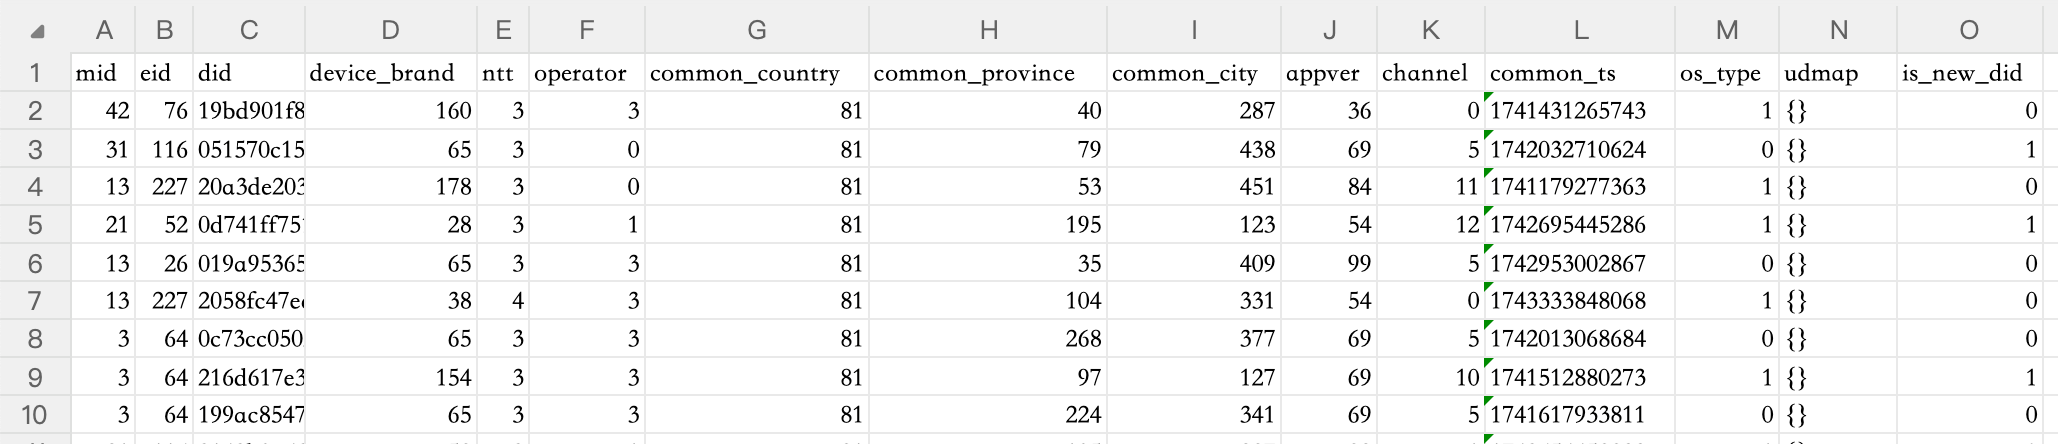 A B C D E F G H I J K L M N O
1 mid eid did device_brand ntt operator common_country common_province common_city appver channel common_ts os_type udmap is_new_did
2 42 76 19bd901f8 160 3 3 81 40 287 36 0 1741431265743 1 {} 0
3 31 116 051570c15 65 3 0 81 79 438 69 5 1742032710624 0 {} 1
4 13 227 20a3de203 178 3 0 81 53 451 84 11 1741179277363 1 {} 0
5 21 52 0d741ff75 28 3 1 81 195 123 54 12 1742695445286 1 {} 1
6 13 26 019a95365 65 3 3 81 35 409 99 5 1742953002867 0 {} 0
7 13 227 2058fc47e 38 4 3 81 104 331 54 0 1743333848068 1 {} 0
8 3 64 0c73cc050 65 3 3 81 268 377 69 5 1742013068684 0 {} 0
9 3 64 216d617e3 154 3 3 81 97 127 69 10 1741512880273 1 {} 1
10 3 64 199ac8547 65 3 3 81 224 341 69 5 1741617933811 0 {} 0